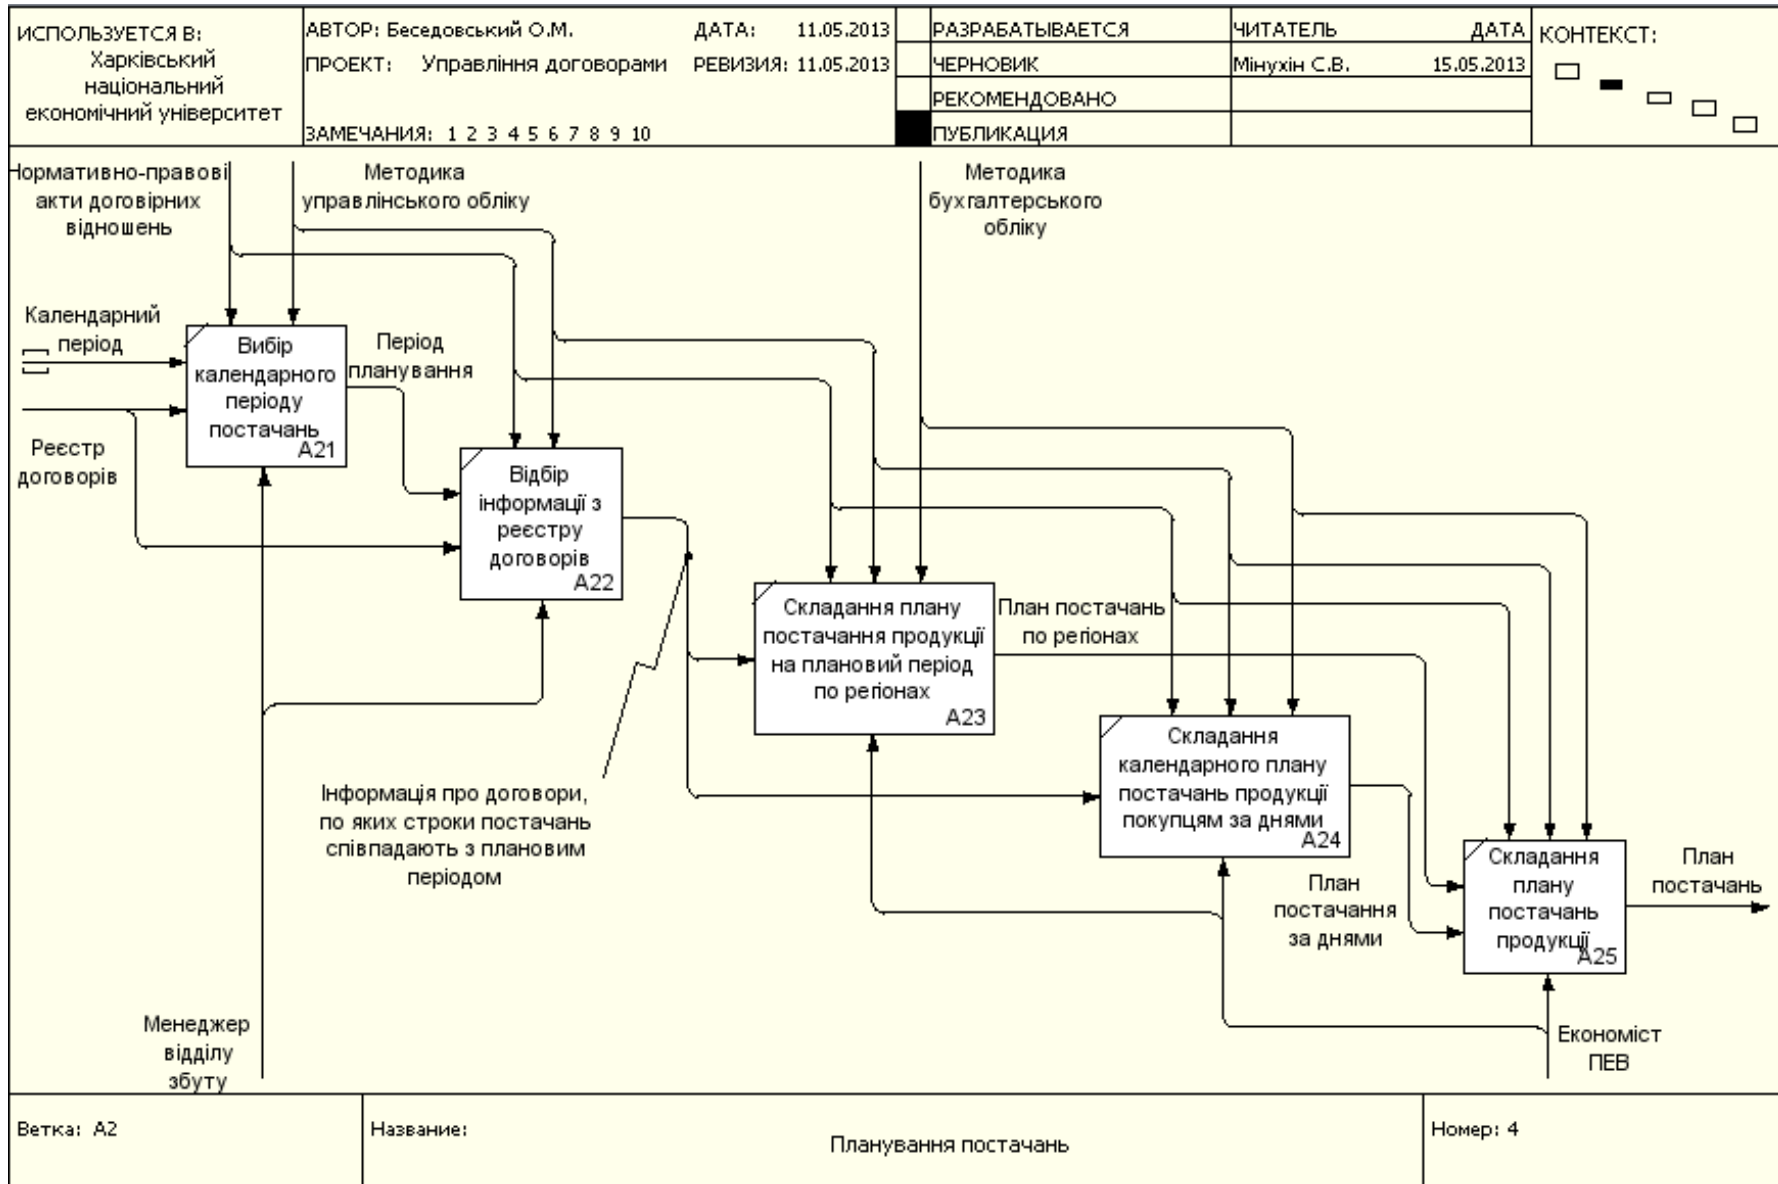 ИСПОЛЬЗУЕТСЯ В:
Харківський
національний
економічний університет
АВТОР: Беседовський О.М.
ДАТА: 11.05.2013
ПРОЕКТ: Управління договорами
РЕВИЗИЯ: 11.05.2013
ЗАМЕЧАНИЯ: 1 2 3 4 5 6 7 8 9 10
РАЗРАБАТЫВАЕТСЯ
ЧЕРНОВИК
РЕКОМЕНДОВАНО
ПУБЛИКАЦИЯ
ЧИТАТЕЛЬ ДАТА
Мінухін С.В. 15.05.2013
КОНТЕКСТ:
Нормативно-правові
акти договірних
відношень
Методика
управлінського обліку
Методика
бухгалтерського
обліку
Календарний
період
Реєстр
договорів
Вибір
календарного
періоду
постачань
A21
Період
планування
Відбір
інформації з
реєстру
договорів
A22
Складання плану
постачання продукції
на плановий період
по регіонах
A23
План постачань
по регіонах
Складання
календарного плану
постачань продукції
покупцям за днями
A24
Інформація про договори,
по яких строки постачань
співпадають з плановим
періодом
План
постачання
за днями
Складання
плану
постачань
продукції
A25
План
постачань
Менеджер
відділу
збуту
Економіст
ПЕВ
Ветка: A2
Название:
Планування постачань
Номер: 4